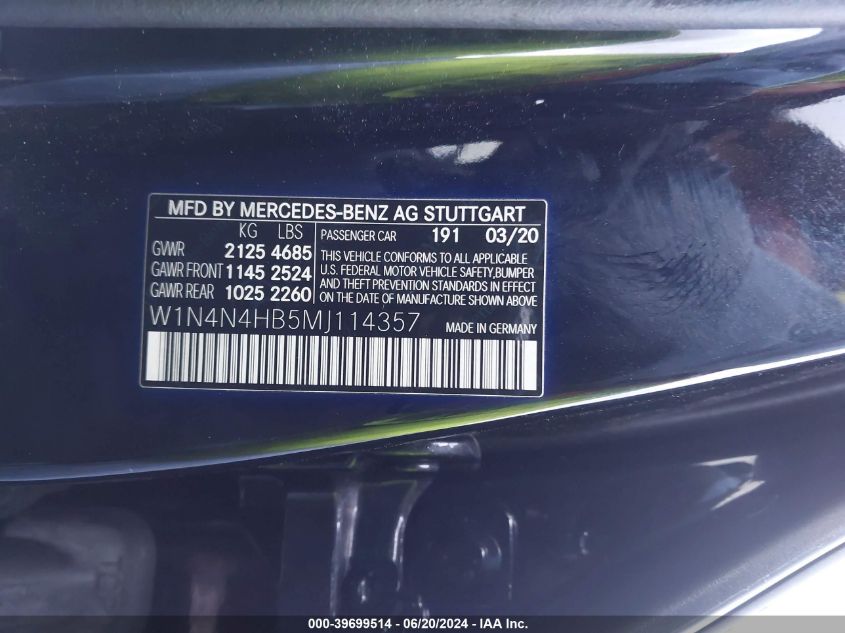 MFD BY MERCEDES-BENZ AG STUTTGART
KG LBS
GVWR 2125 4685
GAWR FRONT 1145 2524
GAWR REAR 1025 2260
PASSENGER CAR 191 03/20
THIS VEHICLE CONFORMS TO ALL APPLICABLE
U.S. FEDERAL MOTOR VEHICLE SAFETY, BUMPER
AND THEFT PREVENTION STANDARDS IN EFFECT
ON THE DATE OF MANUFACTURE SHOWN ABOVE
W1N4N4HB5MJ114357 MADE IN GERMANY
000-39699514 - 06/20/2024 - IAA Inc.